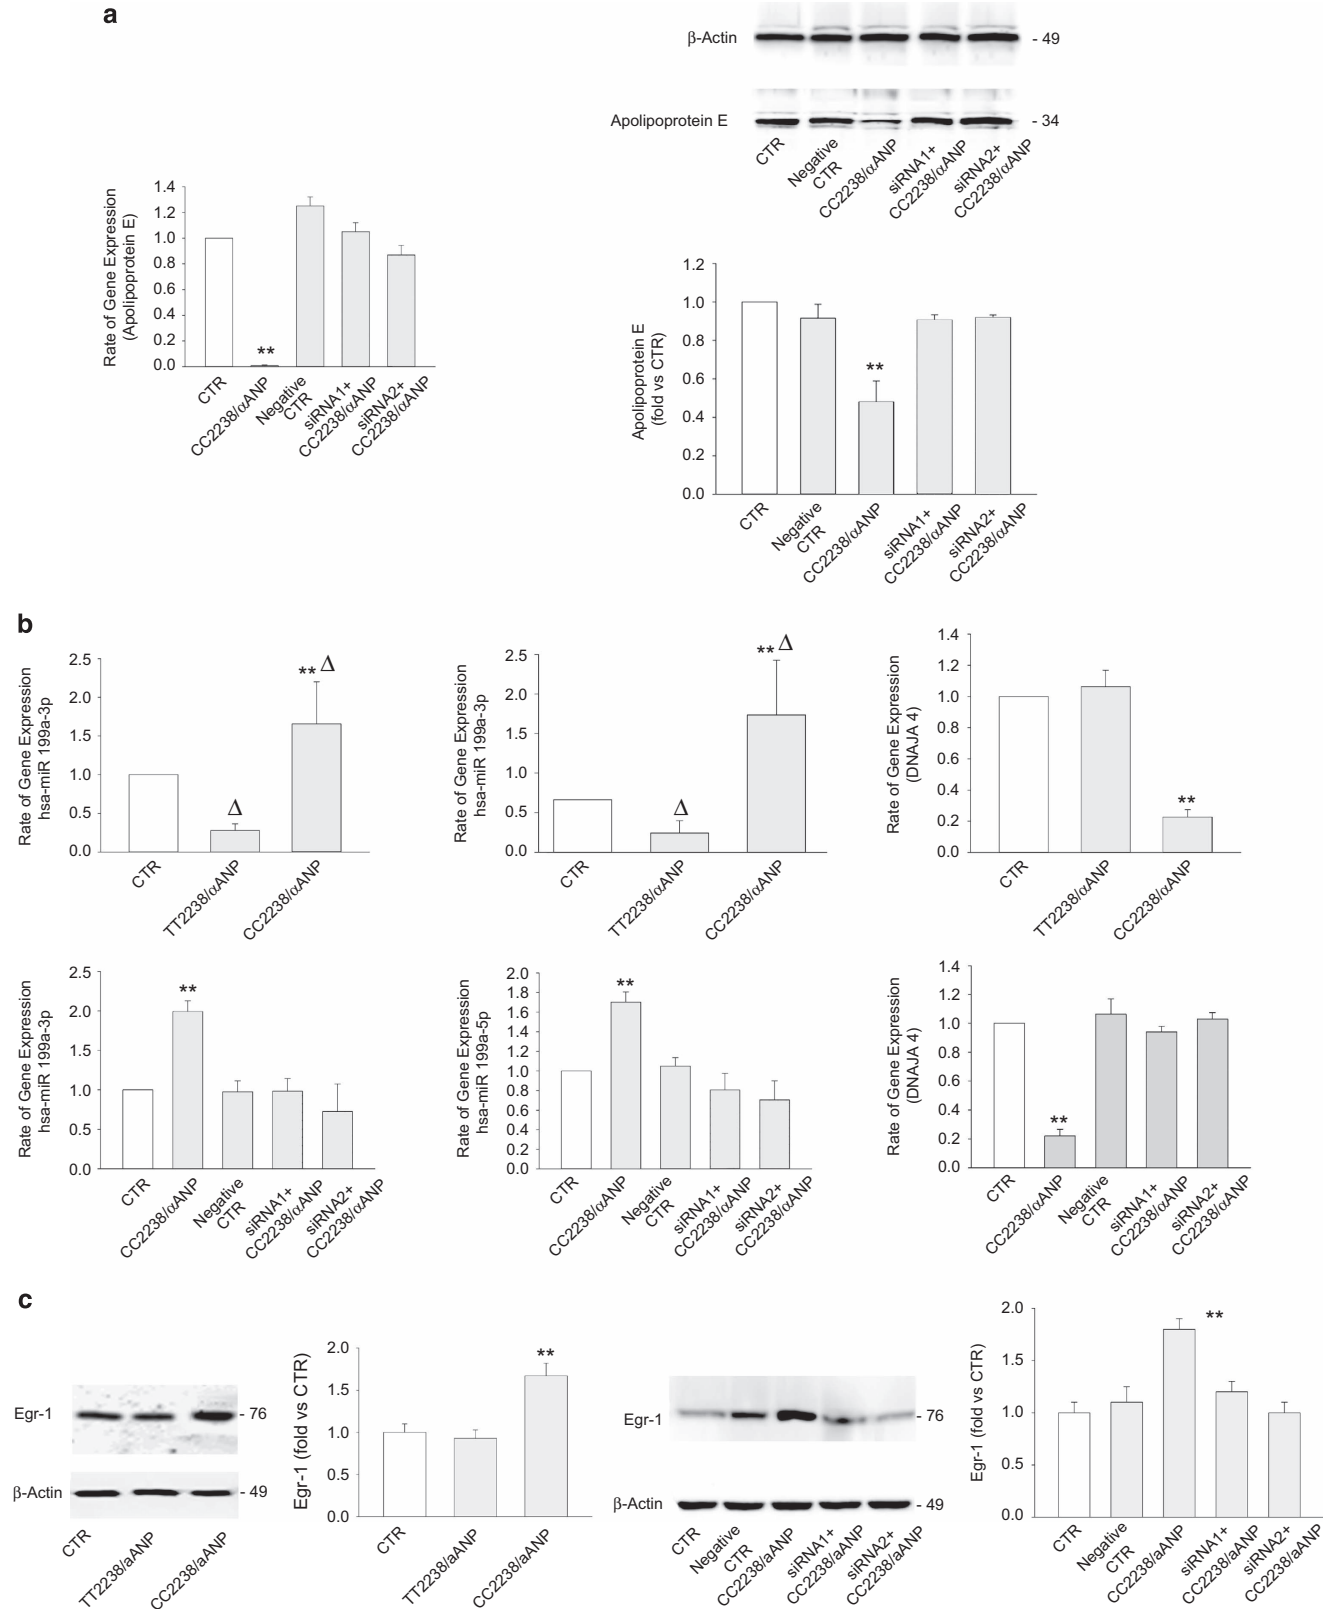 a
β-Actin
- 49
Apolipoprotein E
- 34
CTR
Negative
CTR
CC2238/αANP
siRNA1+
CC2238/αANP
siRNA2+
CC2238/αANP
Rate of Gene Expression
(Apolipoprotein E)
1.4
1.2
1.0
0.8
0.6
0.4
0.2
0.0
**
CTR
CC2238/αANP
Negative
CTR
siRNA1+
CC2238/αANP
siRNA2+
CC2238/αANP
Apolipoprotein E
(fold vs CTR)
1.2
1.0
0.8
0.6
0.4
0.2
0.0
**
CTR
Negative
CTR
CC2238/αANP
siRNA1+
CC2238/αANP
siRNA2+
CC2238/αANP
b
Rate of Gene Expression
hsa-miR 199a-3p
2.5
2.0
1.5
1.0
0.5
0.0
Δ
** Δ
CTR
TT2238/αANP
CC2238/αANP
Rate of Gene Expression
hsa-miR 199a-3p
2.5
2.0
1.5
1.0
0.5
0.0
Δ
** Δ
CTR
TT2238/αANP
CC2238/αANP
Rate of Gene Expression
(DNAJA 4)
1.4
1.2
1.0
0.8
0.6
0.4
0.2
0.0
**
CTR
TT2238/αANP
CC2238/αANP
Rate of Gene Expression
hsa-miR 199a-3p
2.5
2.0
1.5
1.0
0.5
0.0
**
CTR
CC2238/αANP
Negative
CTR
siRNA1+
CC2238/αANP
siRNA2+
CC2238/αANP
Rate of Gene Expression
hsa-miR 199a-5p
2.0
1.8
1.6
1.4
1.2
1.0
0.8
0.6
0.4
0.2
0.0
**
CTR
CC2238/αANP
Negative
CTR
siRNA1+
CC2238/αANP
siRNA2+
CC2238/αANP
Rate of Gene Expression
(DNAJA 4)
1.4
1.2
1.0
0.8
0.6
0.4
0.2
0.0
**
CTR
CC2238/αANP
Negative
CTR
siRNA1+
CC2238/αANP
siRNA2+
CC2238/αANP
c
Egr-1
- 76
β-Actin
- 49
CTR
TT2238/aANP
CC2238/aANP
Egr-1 (fold vs CTR)
2.0
1.5
1.0
0.5
0.0
**
CTR
TT2238/aANP
CC2238/aANP
Egr-1
- 76
β-Actin
- 49
CTR
Negative
CTR
CC2238/aANP
siRNA1+
CC2238/aANP
siRNA2+
CC2238/aANP
Egr-1 (fold vs CTR)
2.0
1.5
1.0
0.5
0.0
**
CTR
Negative
CTR
CC2238/aANP
siRNA1+
CC2238/aANP
siRNA2+
CC2238/aANP